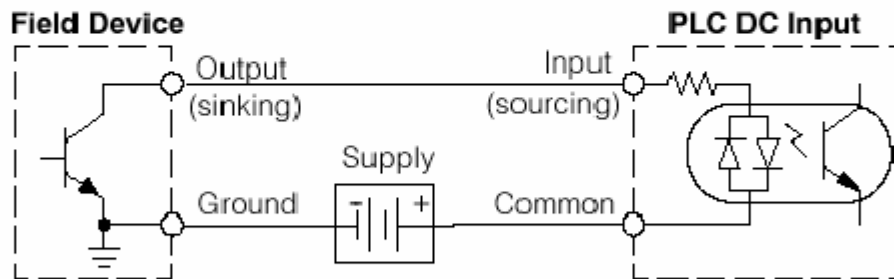 Field Device
PLC DC Input
Output
(sinking)
Input
(sourcing)
Supply
- +
Ground
Common